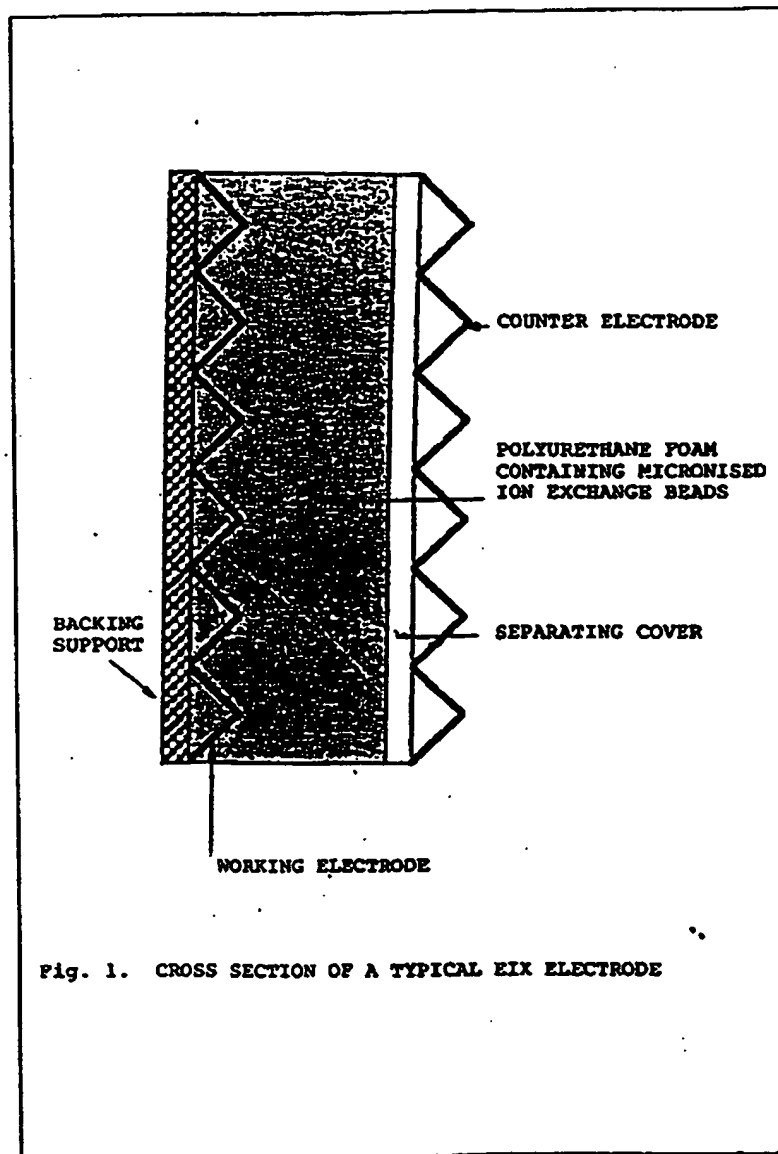 COUNTER ELECTRODE
POLYURETHANE FOAM
CONTAINING MICRONISED
ION EXCHANGE BEADS
BACKING
SUPPORT
SEPARATING COVER
WORKING ELECTRODE
Fig. 1. CROSS SECTION OF A TYPICAL EIX ELECTRODE